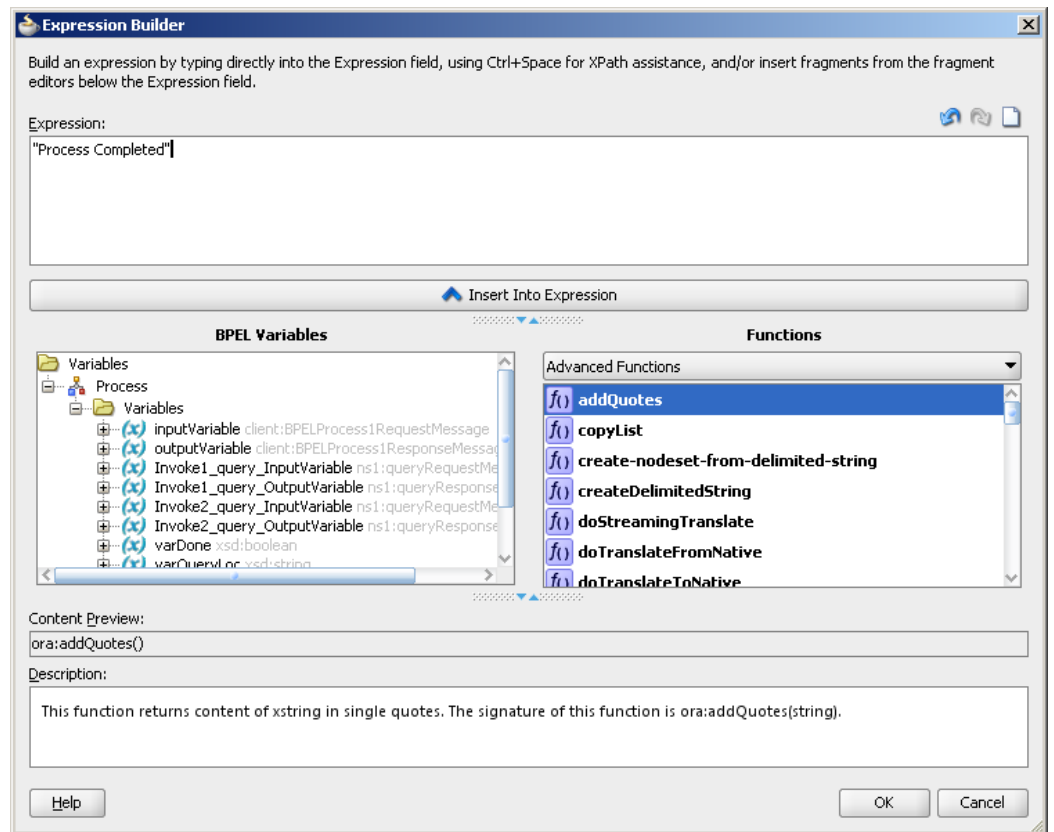 Expression Builder
Build an expression by typing directly into the Expression field, using Ctrl+Space for XPath assistance, and/or insert fragments from the fragment
editors below the Expression field.
Expression:
"Process Completed"
Insert Into Expression
BPEL Variables
Variables
Process
Variables
(x) inputVariable client:BPELProcess1RequestMessage
(x) outputVariable client:BPELProcess1ResponseMessag
(x) Invoke1_query_InputVariable ns1:queryRequestMe
(x) Invoke1_query_OutputVariable ns1:queryResponse
(x) Invoke2_query_InputVariable ns1:queryRequestMe
(x) Invoke2_query_OutputVariable ns1:queryResponse
(x) varDone xsd:boolean
(x) varQueryLoc xsd:string
Functions
Advanced Functions
f() addQuotes
f() copyList
f() create-nodeset-from-delimited-string
f() createDelimitedString
f() doStreamingTranslate
f() doTranslateFromNative
f() doTranslateToNative
Content Preview:
ora:addQuotes()
Description:
This function returns content of xstring in single quotes. The signature of this function is ora:addQuotes(string).
Help
OK
Cancel